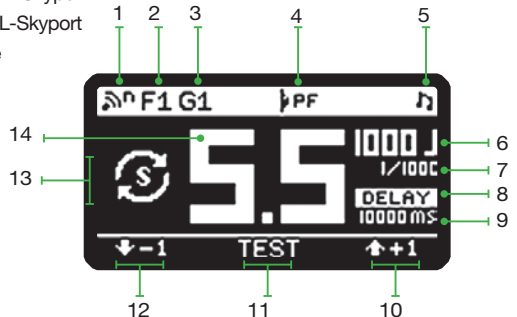 L-Skyport
e
1 2 3 4 5
F1 G1 PF
14 5.5 1000 J 6
1/1000 7
13 S DELAY 8
10000 MS 9
-1 TEST +1
12 11 10